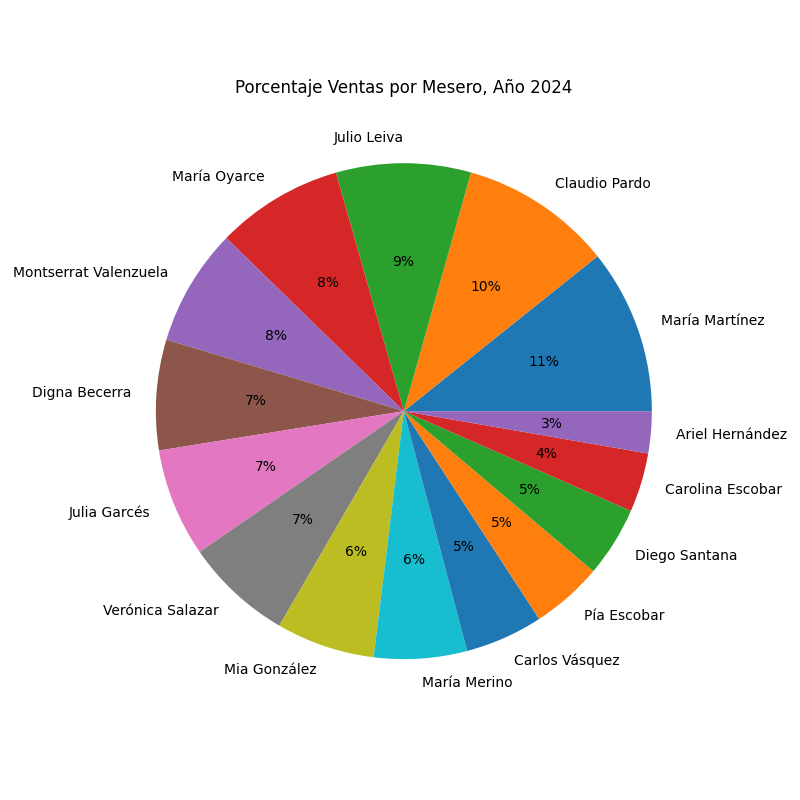 Porcentaje Ventas por Mesero, Año 2024
Julio Leiva
María Oyarce
Claudio Pardo
Montserrat Valenzuela
María Martínez
Digna Becerra
Ariel Hernández
Julia Garcés
Carolina Escobar
Diego Santana
Verónica Salazar
Pía Escobar
Mia González
Carlos Vásquez
María Merino
9%
8%
10%
8%
11%
7%
3%
7%
4%
7%
5%
5%
6%
5%
6%